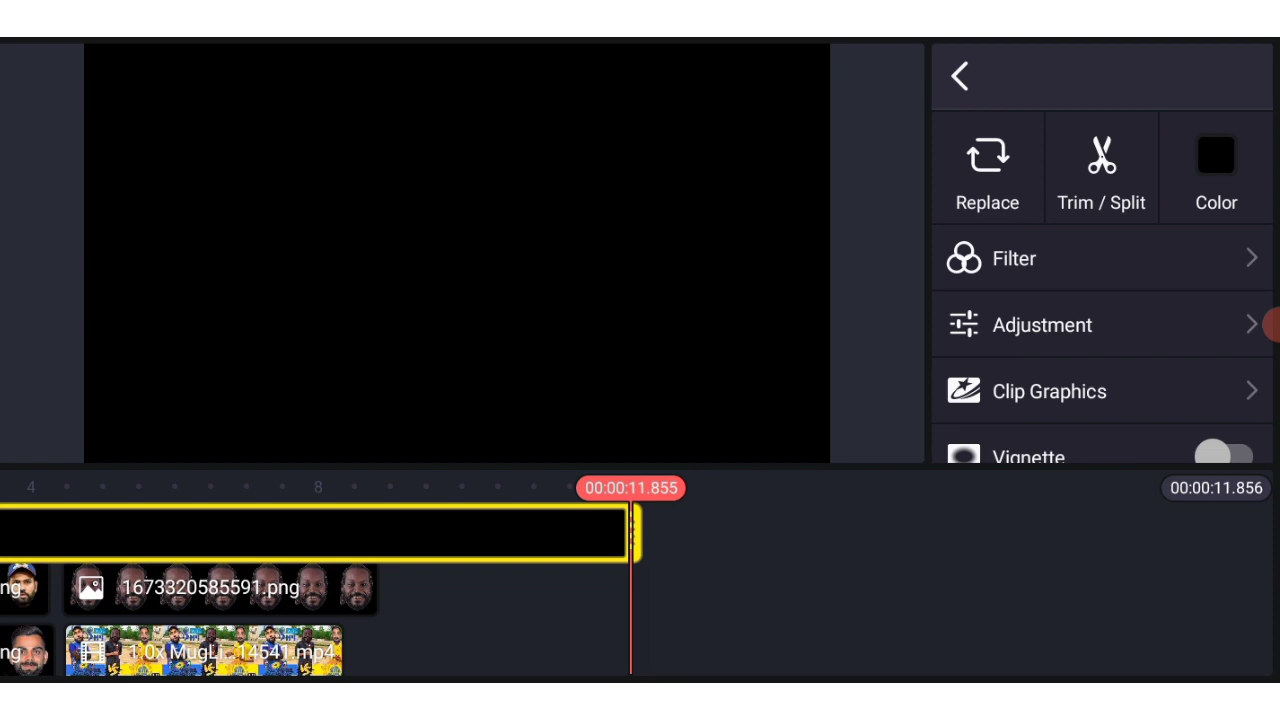 Replace
Trim / Split
Color
Filter
Adjustment
Clip Graphics
Vignette
4
8
00:00:11.855
00:00:11.856
ng
1673320585591.png
ng
1.0x MugLi...14541.mp4